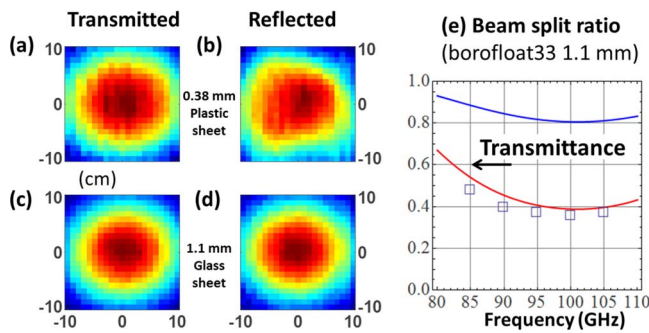 Transmitted Reflected
(e) Beam split ratio
(borofloat33 1.1 mm)
(a) (b)
10 10
0.38 mm
Plastic
sheet
0 0
-10 -10
(cm)
(c) (d)
10
1.1 mm
Glass
sheet
0
-10
0 10 0 10
1.0
0.8
0.6
0.4
0.2
0.0
Transmittance
80 85 90 95 100 105 110
Frequency (GHz)